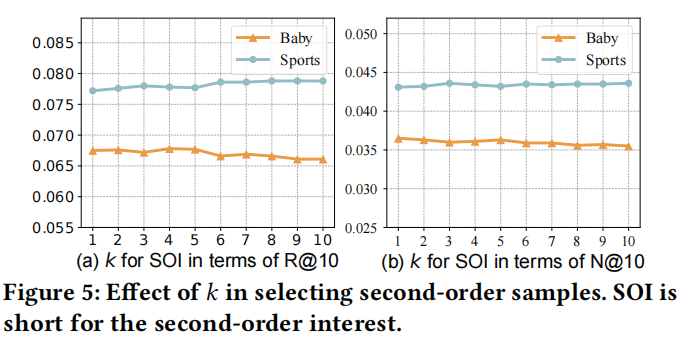 Baby
Sports
0.085
0.080
0.075
0.070
0.065
0.060
0.055
1 2 3 4 5 6 7 8 9 10
(a) k for SOI in terms of R@10
Baby
Sports
0.050
0.045
0.040
0.035
0.030
0.025
1 2 3 4 5 6 7 8 9 10
(b) k for SOI in terms of N@10
Figure 5: Effect of k in selecting second-order samples. SOI is
short for the second-order interest.